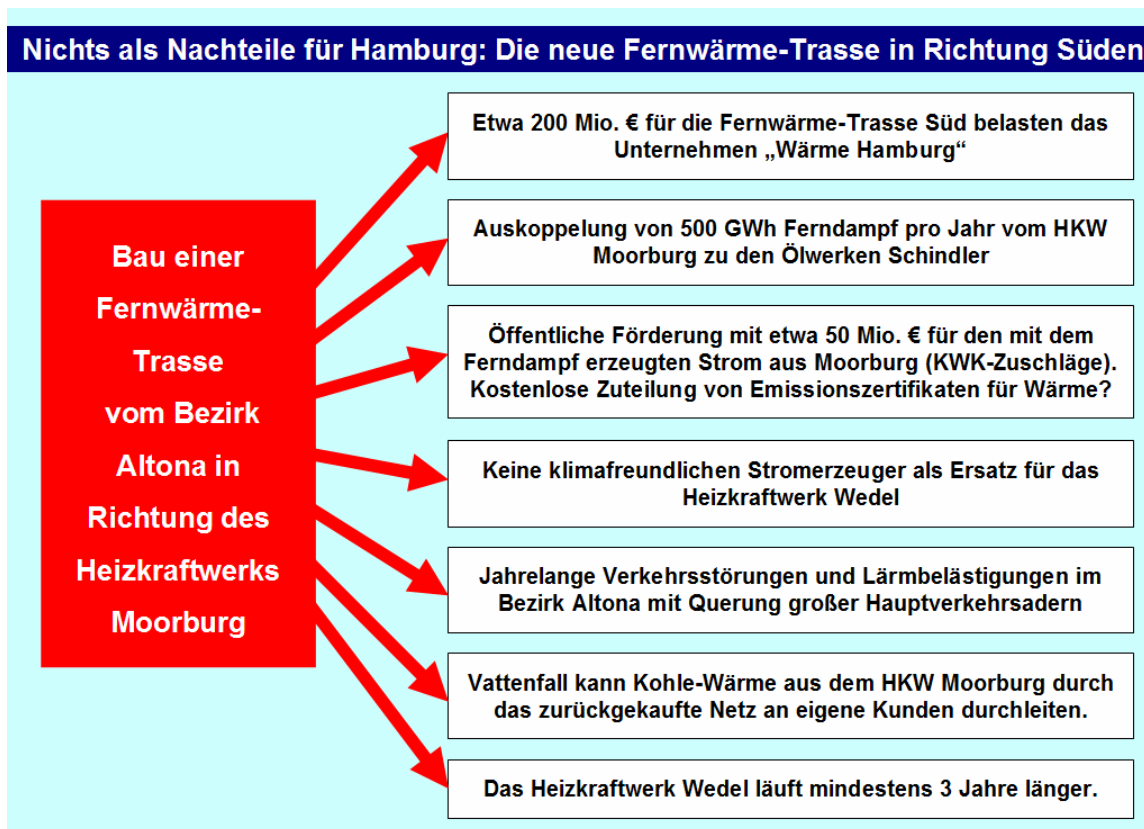 Nichts als Nachteile für Hamburg: Die neue Fernwärme-Trasse in Richtung Süden
Bau einer
Fernwärme-
Trasse
vom Bezirk
Altona in
Richtung des
Heizkraftwerks
Moorburg
Etwa 200 Mio. € für die Fernwärme-Trasse Süd belasten das
Unternehmen „Wärme Hamburg“
Auskoppelung von 500 GWh Ferndampf pro Jahr vom HKW
Moorburg zu den Ölwerken Schindler
Öffentliche Förderung mit etwa 50 Mio. € für den mit dem
Ferndampf erzeugten Strom aus Moorburg (KWK-Zuschläge).
Kostenlose Zuteilung von Emissionszertifikaten für Wärme?
Keine klimafreundlichen Stromerzeuger als Ersatz für das
Heizkraftwerk Wedel
Jahrelange Verkehrsstörungen und Lärmbelästigungen im
Bezirk Altona mit Querung großer Hauptverkehrsadern
Vattenfall kann Kohle-Wärme aus dem HKW Moorburg durch
das zurückgekaufte Netz an eigene Kunden durchleiten.
Das Heizkraftwerk Wedel läuft mindestens 3 Jahre länger.